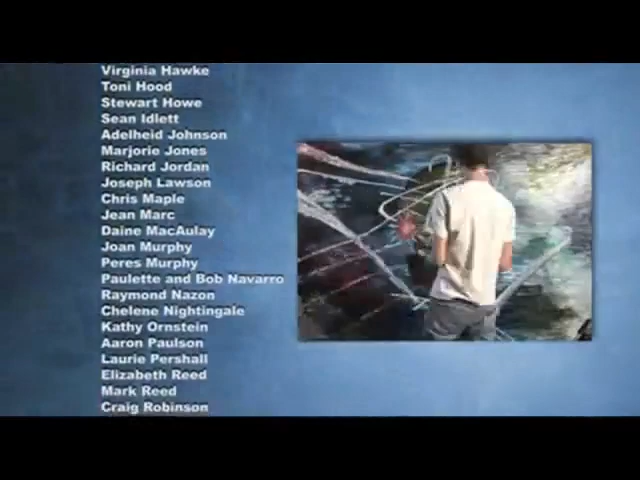 Virginia Hawke
Toni Hood
Stewart Howe
Sean Idlett
Adelheid Johnson
Marjorie Jones
Richard Jordan
Joseph Lawson
Chris Maple
Jean Marc
Daine MacAulay
Joan Murphy
Peres Murphy
Paulette and Bob Navarro
Raymond Nazon
Chelene Nightingale
Kathy Ornstein
Aaron Paulson
Laurie Pershall
Elizabeth Reed
Mark Reed
Craig Robinson